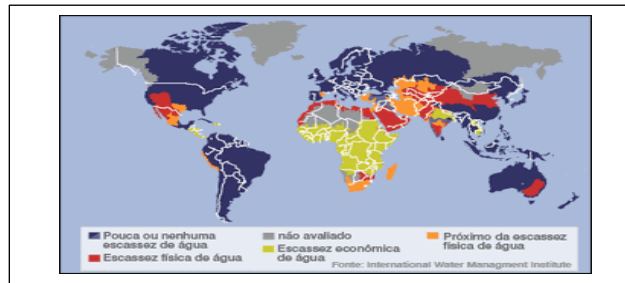 Pouca ou nenhuma
escassez de água
Escassez física de água
não avaliado
Escassez econômica
de água
Próximo da escassez
física de água
Fonte: International Water Managment Institute